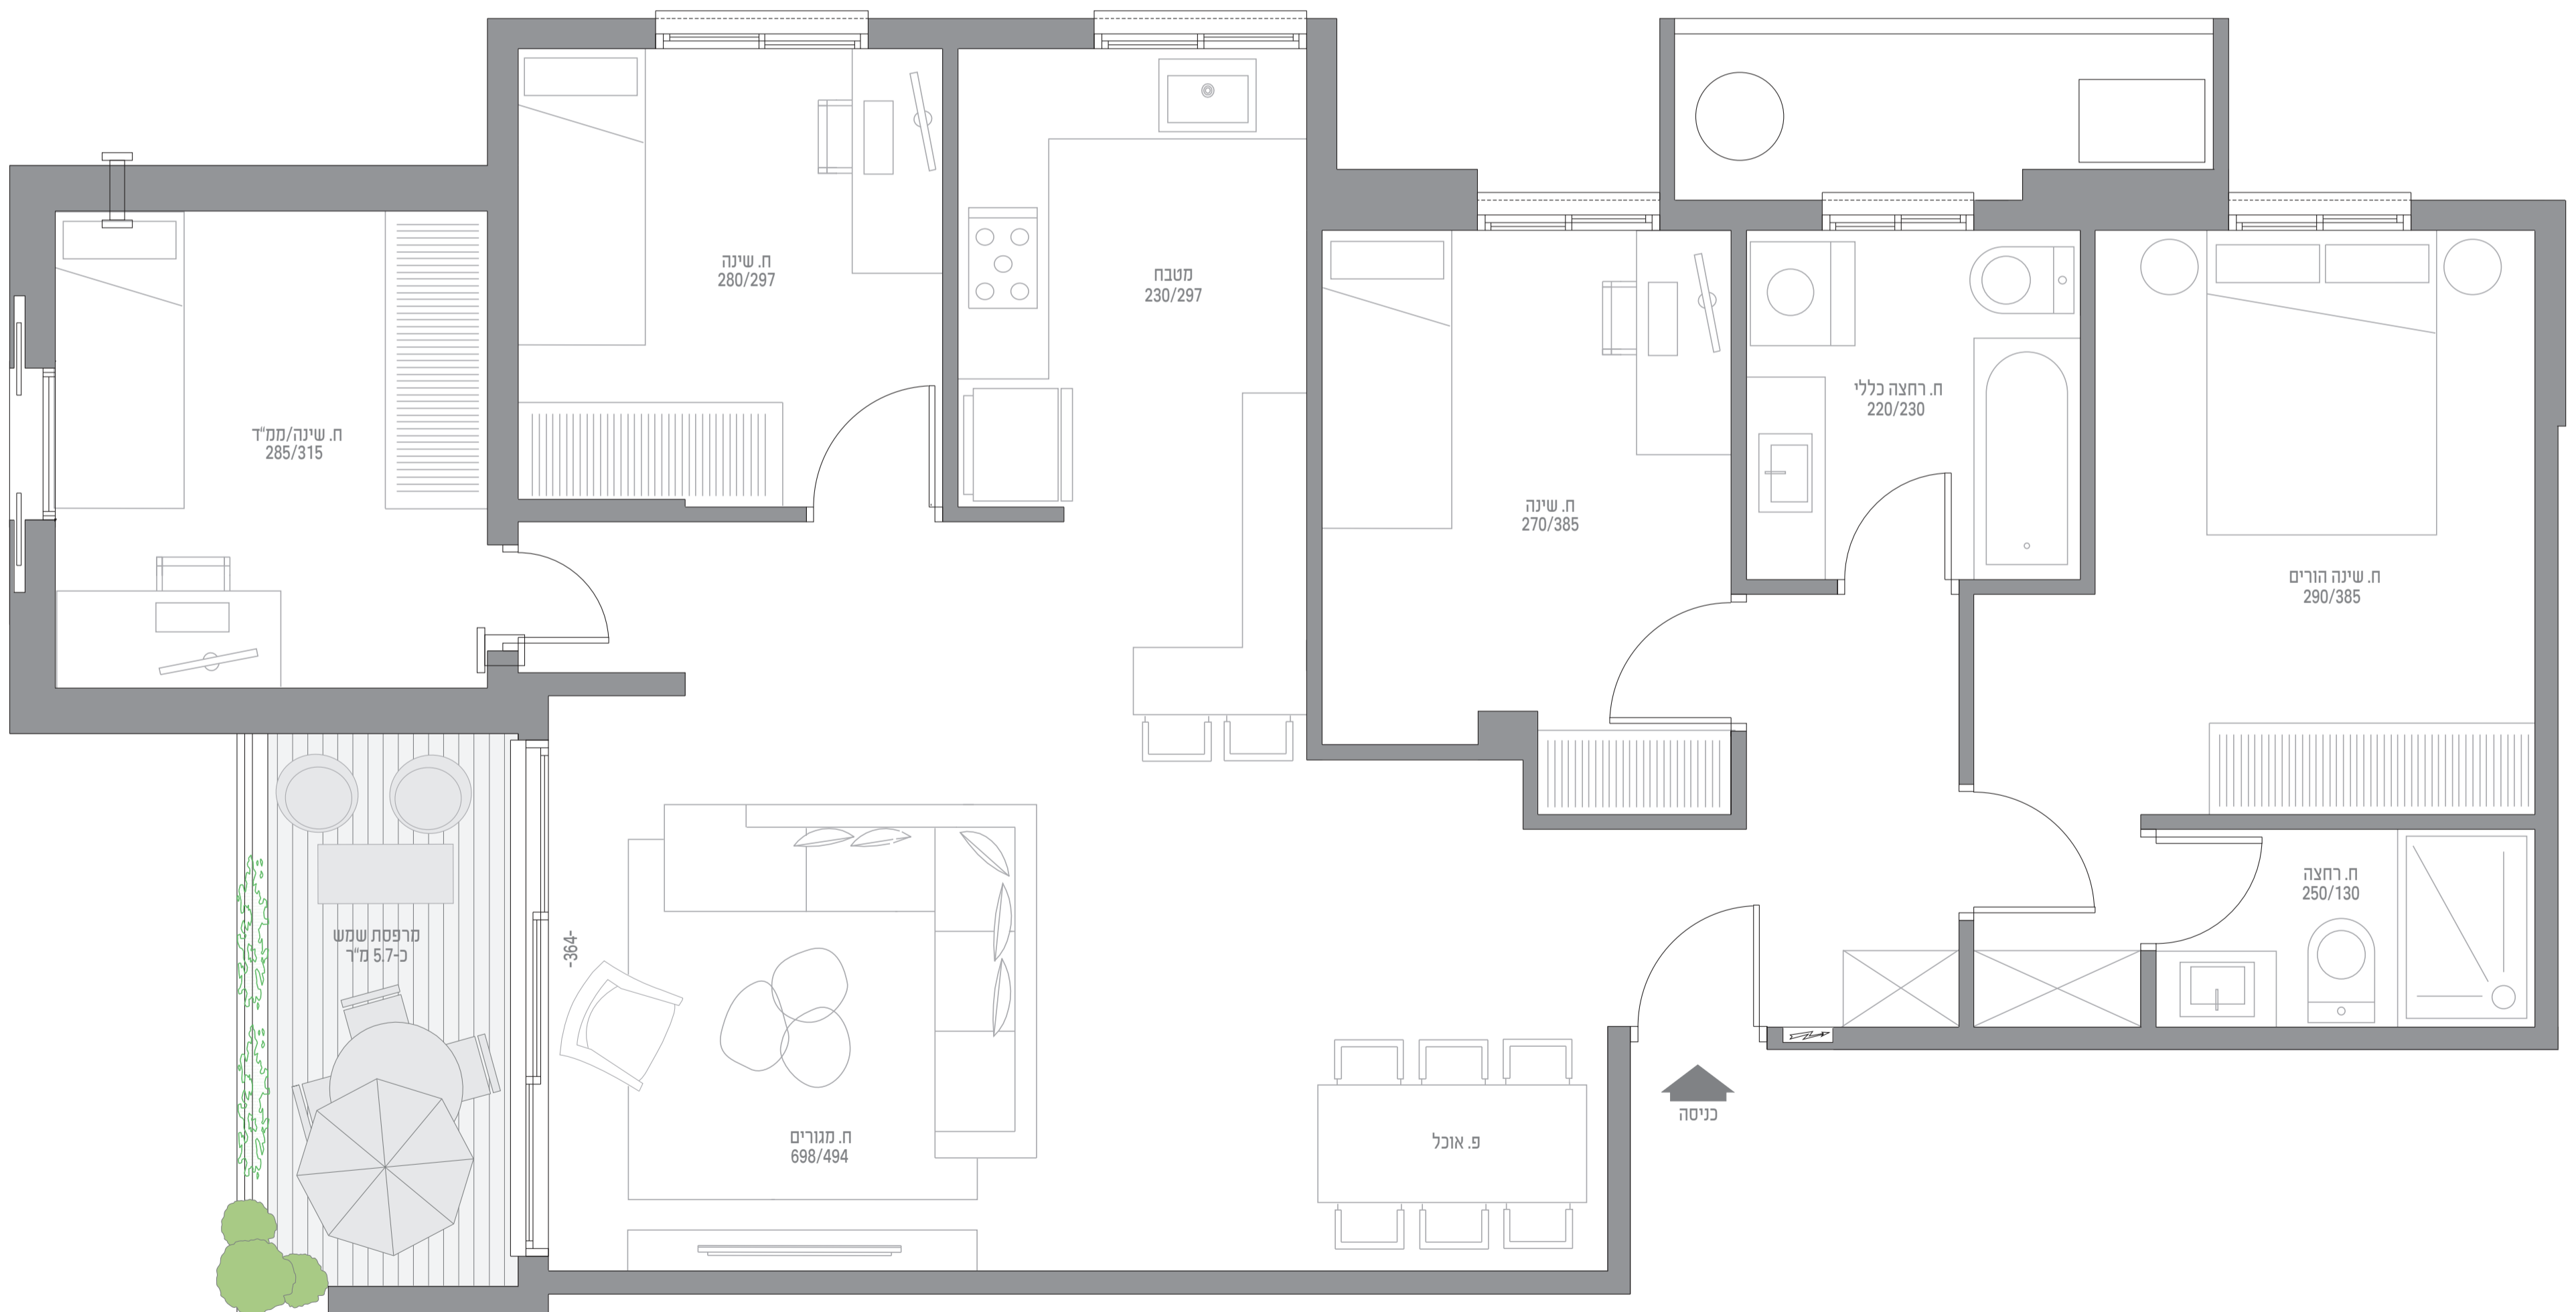 ח. שינה
280/297
מטבח
230/297
ח. רחצה כללי
220/230
ח. שינה/ממ"ד
285/315
ח. שינה
270/385
ח. שינה הורים
290/385
ח. רחצה
250/130
מרפסת שמש
כ-5.7 מ"ר
-364-
ח. מגורים
698/494
פ. אוכל
כניסה